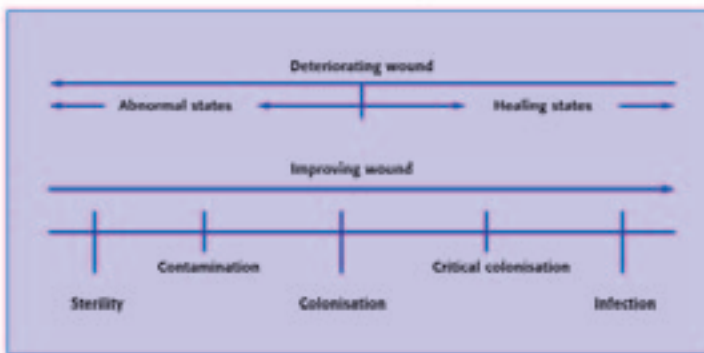 Deteriorating wound
Abnormal states Healing states
Improving wound
Contamination Critical colonisation
Sterility Colonisation Infection